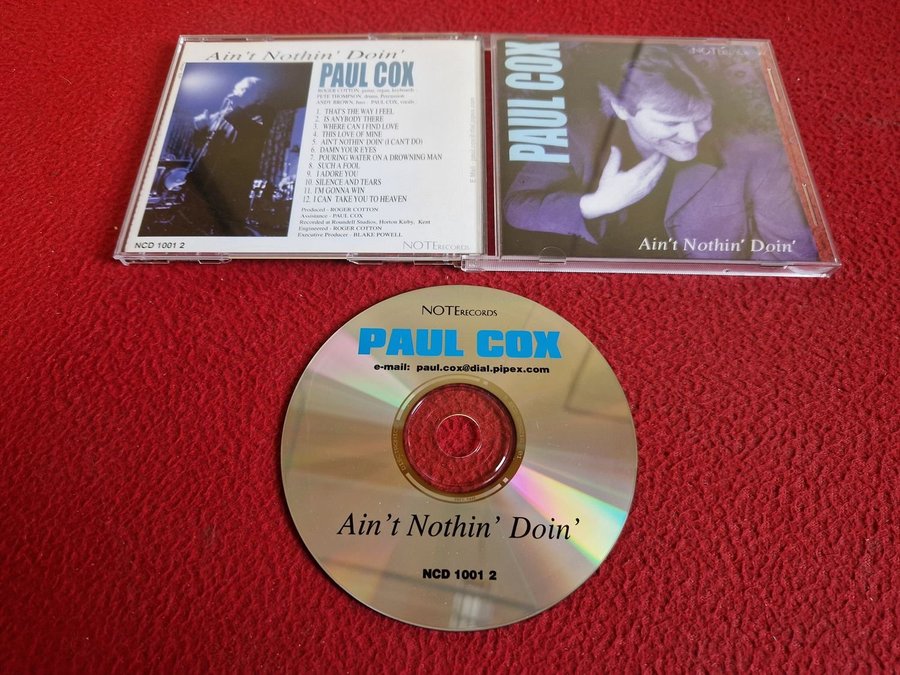 Ain't Nothin' Doin'
PAUL COX
ROGER COTTON, guitar, organ, keyboards -
PETE THOMPSON, drums, Percussion -
ANDY BROWN, bass - PAUL COX, vocals
1. THAT'S THE WAY I FEEL
2. IS ANYBODY THERE
3. WHERE CAN I FIND LOVE
4. THIS LOVE OF MINE
5. AIN'T NOTHIN' DOIN' (I CAN'T DO)
6. DAMN YOUR EYES
7. POURING WATER ON A DROWNING MAN
8. SUCH A FOOL
9. I ADORE YOU
10. SILENCE AND TEARS
11. I'M GONNA WIN
12. I CAN TAKE YOU TO HEAVEN
Produced - ROGER COTTON
Assistance - PAUL COX
Recorded at Roundell Studios, Horton Kirby, Kent
Engineered - ROGER COTTON
Executive Producer - BLAKE POWELL
NCD 1001 2
NOTE RECORDS
PAUL COX
NOTE
Ain't Nothin' Doin'
NOTE RECORDS
PAUL COX
e-mail: paul.cox@dial.pipex.com
Ain't Nothin' Doin'
NCD 1001 2